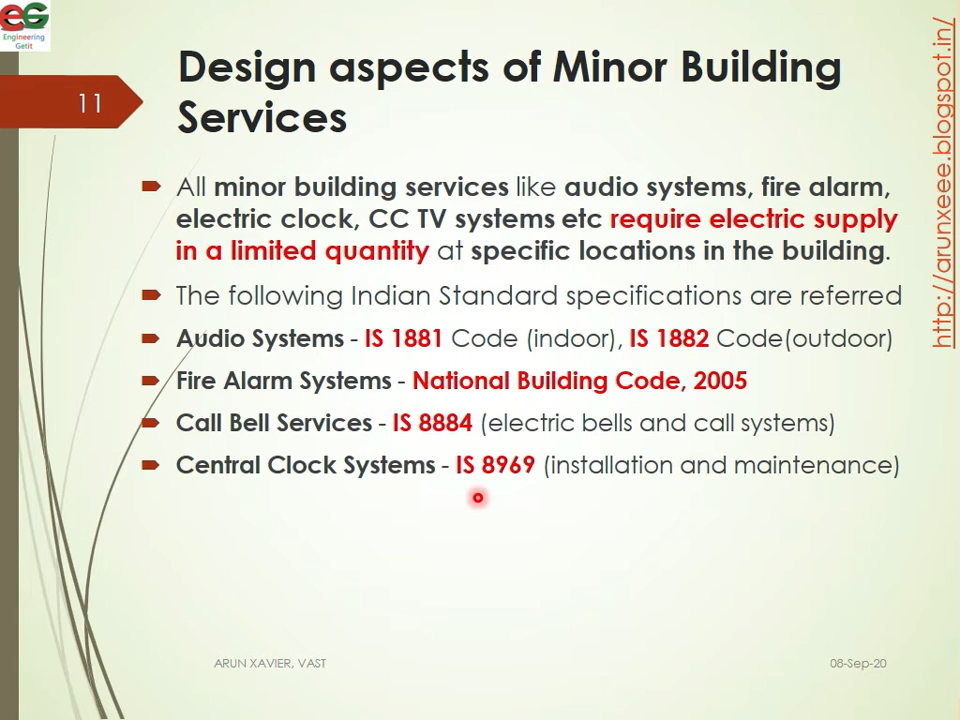 EG
Engineering
Getit
11
Design aspects of Minor Building
Services
All minor building services like audio systems, fire alarm,
electric clock, CC TV systems etc require electric supply
in a limited quantity at specific locations in the building.
The following Indian Standard specifications are referred
Audio Systems - IS 1881 Code (indoor), IS 1882 Code(outdoor)
Fire Alarm Systems - National Building Code, 2005
Call Bell Services - IS 8884 (electric bells and call systems)
Central Clock Systems - IS 8969 (installation and maintenance)
ARUN XAVIER, VAST
08-Sep-20
http://arunxeee.blogspot.in/